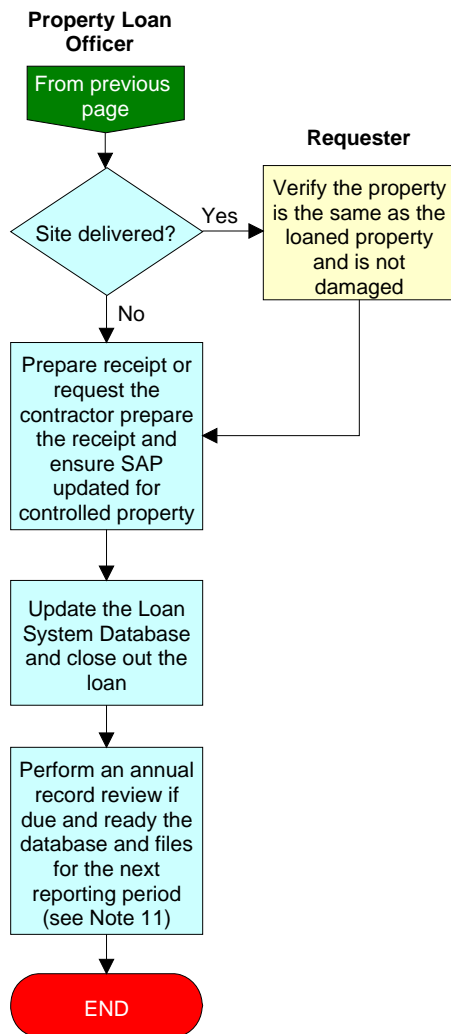 Property Loan
Officer
From previous
page
Requester
Site delivered?
Yes
Verify the property
is the same as the
loaned property
and is not
damaged
No
Prepare receipt or
request the
contractor prepare
the receipt and
ensure SAP
updated for
controlled property
Update the Loan
System Database
and close out the
loan
Perform an annual
record review if
due and ready the
database and files
for the next
reporting period
(see Note 11)
END